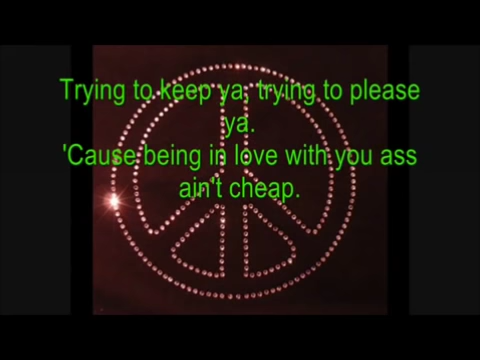 Trying to keep ya, trying to please
ya.
'Cause being in love with you ass
ain't cheap.